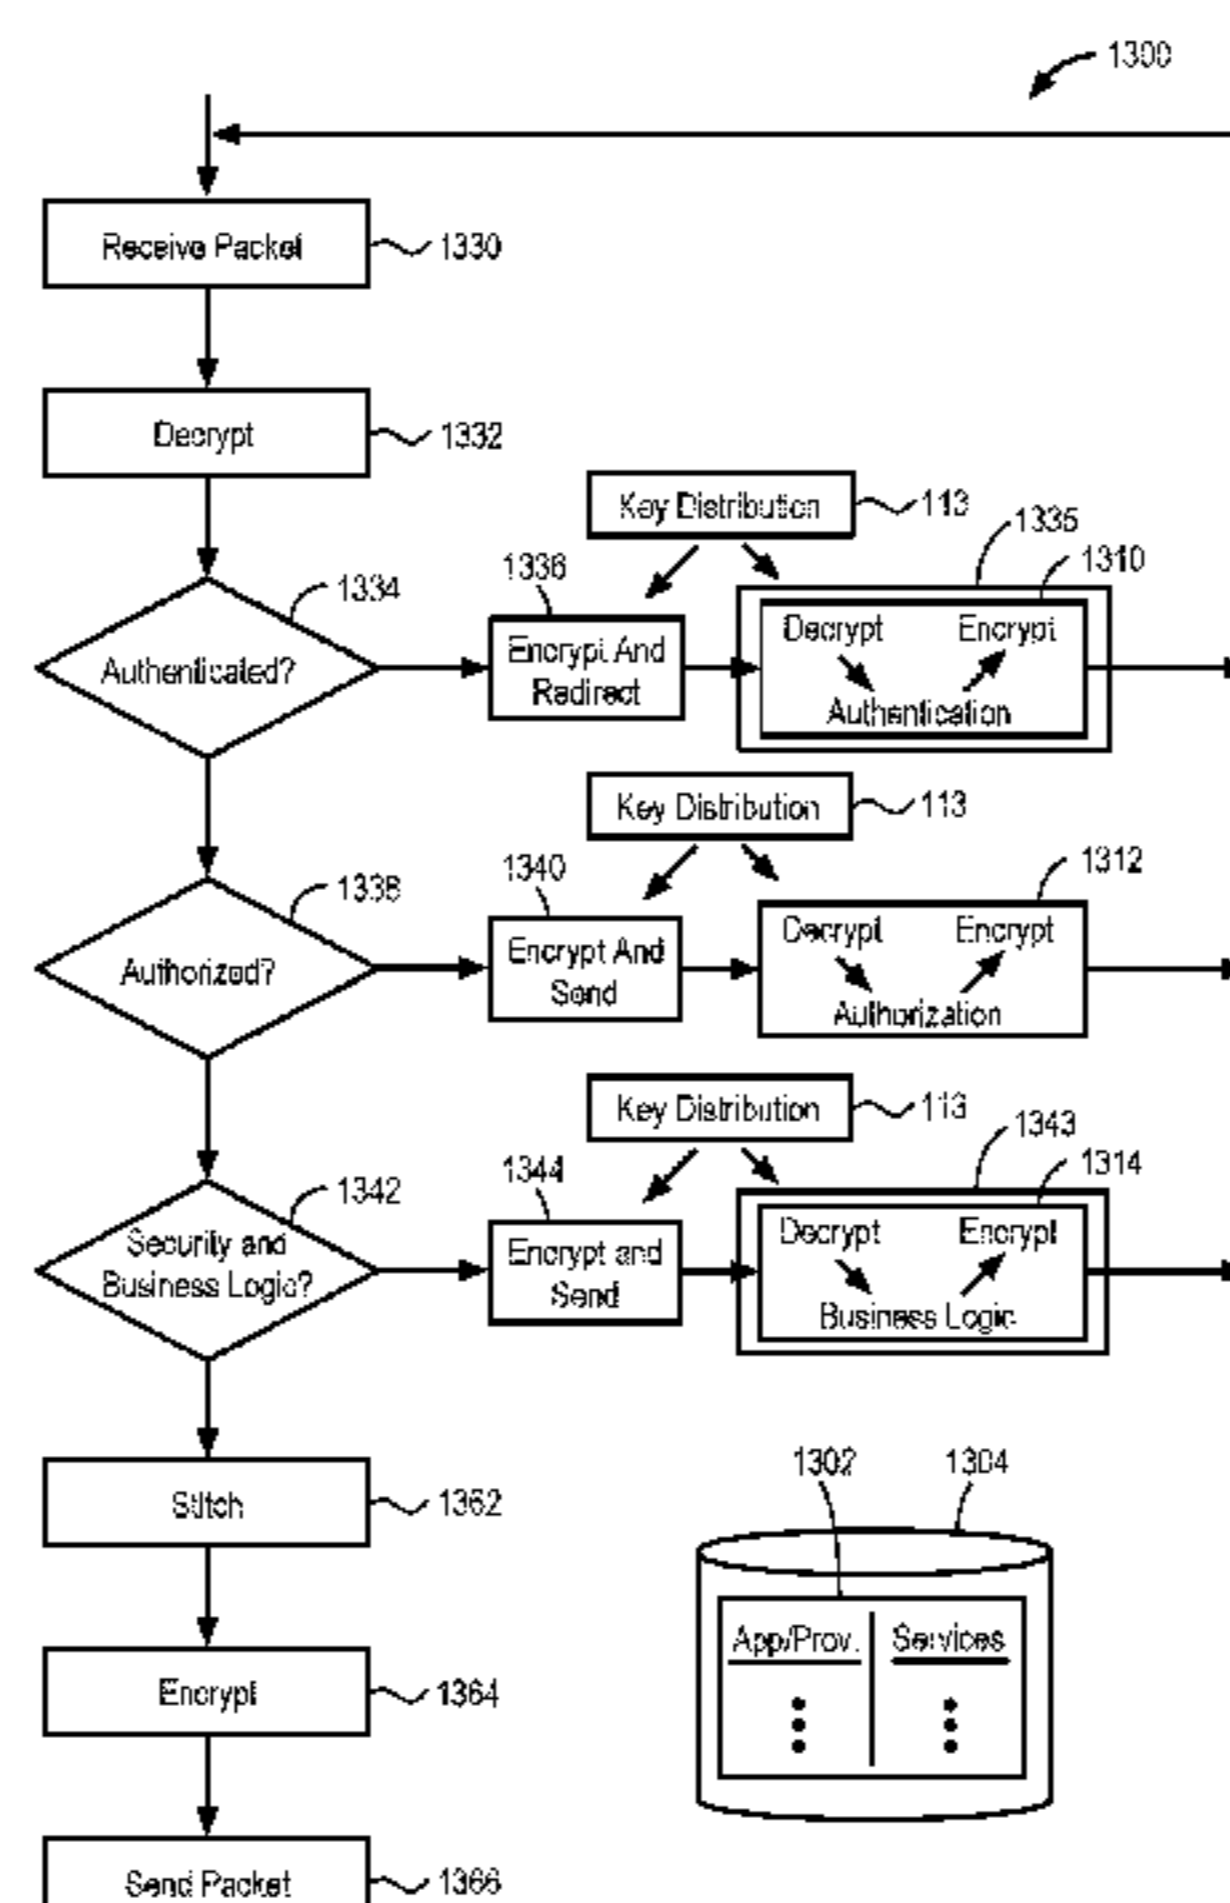 1300
Receive Packet
1330
Decrypt
1332
Key Distribution
113
1335
1310
1334
1336
Decrypt
Encrypt
Authenticated?
Encrypt And
Redirect
Authentication
Key Distribution
113
1338
1340
1312
Authorized?
Encrypt And
Send
Decrypt
Encrypt
Authorization
Key Distribution
113
1343
1342
1344
1314
Security and
Business Logic?
Encrypt and
Send
Decrypt
Encrypt
Business Logic
1302
1304
Stitch
1362
App/Prov.
Services
Encrypt
1364
Send Packet
1366